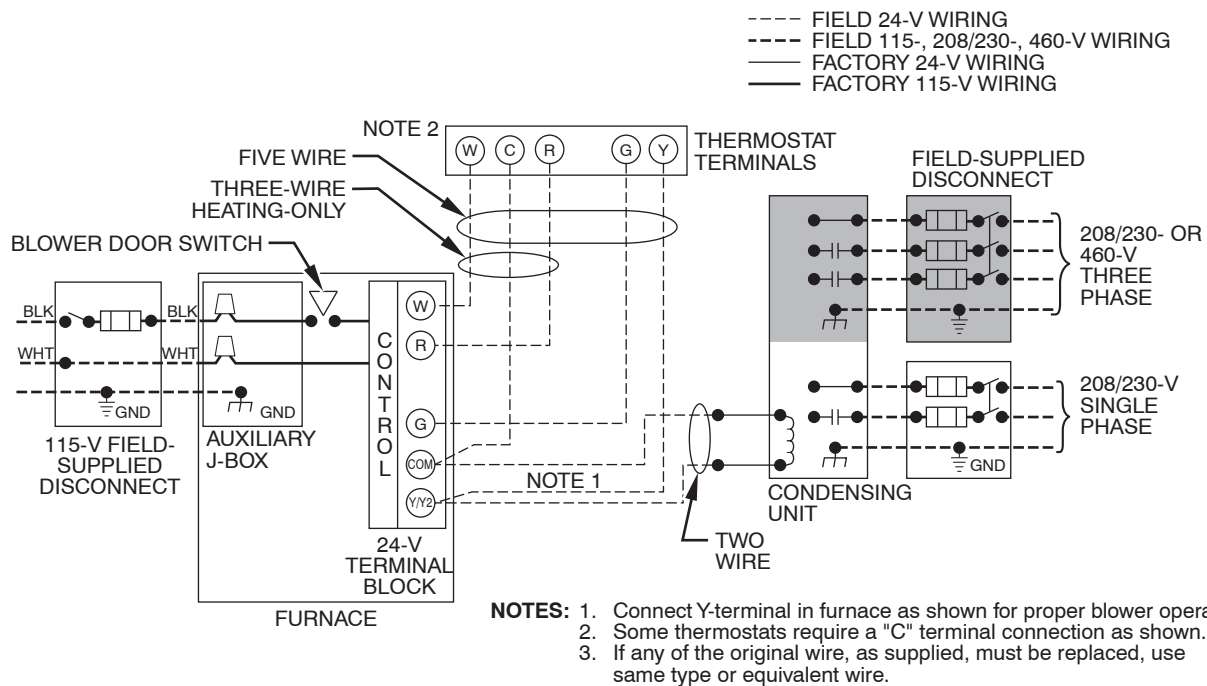 FIELD 24-V WIRING
FIELD 115-, 208/230-, 460-V WIRING
FACTORY 24-V WIRING
FACTORY 115-V WIRING
NOTE 2
W C R G Y
THERMOSTAT
TERMINALS
FIVE WIRE
THREE-WIRE
HEATING-ONLY
BLOWER DOOR SWITCH
FIELD-SUPPLIED
DISCONNECT
208/230- OR
460-V
THREE
PHASE
BLK
BLK
WHT
WHT
GND
GND
115-V FIELD-
SUPPLIED
DISCONNECT
AUXILIARY
J-BOX
CONTROL
W
R
G
COM
Y/Y2
24-V
TERMINAL
BLOCK
FURNACE
NOTE 1
TWO
WIRE
CONDENSING
UNIT
208/230-V
SINGLE
PHASE
GND
NOTES: 1. Connect Y-terminal in furnace as shown for proper blower opera
2. Some thermostats require a "C" terminal connection as shown.
3. If any of the original wire, as supplied, must be replaced, use
same type or equivalent wire.